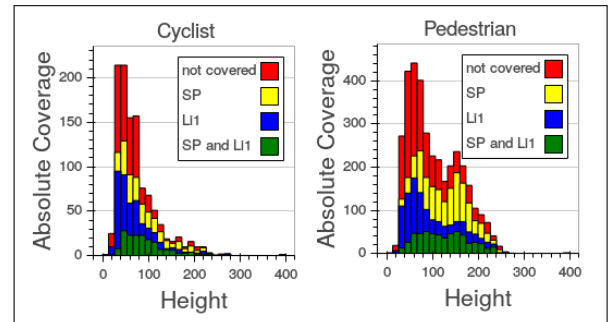 Cyclist
Absolute Coverage
200
150
100
50
0
not covered
SP
LI1
SP and LI1
0 100 200 300 400
Height
Pedestrian
Absolute Coverage
400
300
200
100
0
not covered
SP
LI1
SP and LI1
0 100 200 300 400
Height